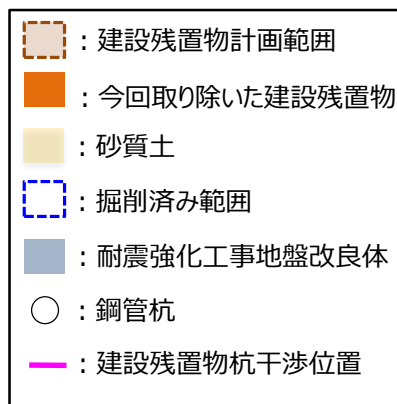 ：建設残置物計画範囲
：今回取り除いた建設残置物
：砂質土
：掘削済み範囲
：耐震強化工事地盤改良体
：鋼管杭
：建設残置物杭干渉位置